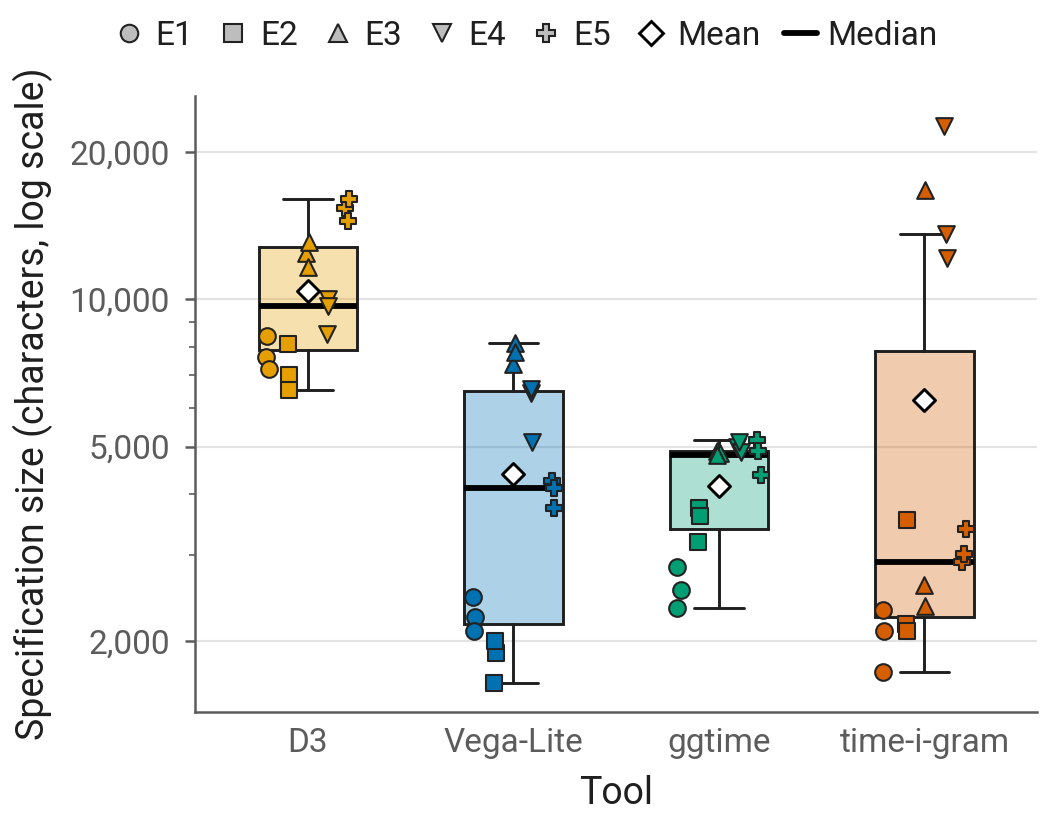 E1 E2 E3 E4 E5 Mean Median
Specification size (characters, log scale)
20,000
10,000
5,000
2,000
D3 Vega-Lite ggtime time-i-gram
Tool